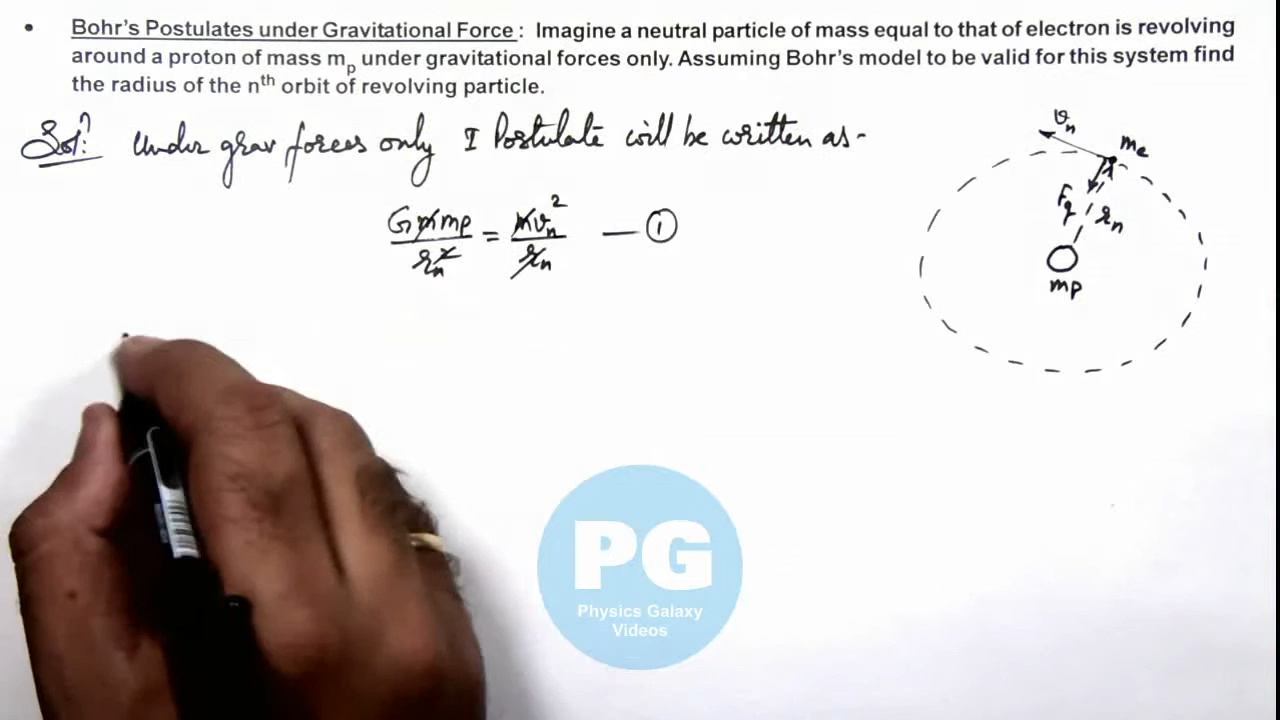 • Bohr's Postulates under Gravitational Force : Imagine a neutral particle of mass equal to that of electron is revolving
around a proton of mass mp under gravitational forces only. Assuming Bohr's model to be valid for this system find
the radius of the nth orbit of revolving particle.
Sol: Under grav forces only I Postulate will be written as-
G m mp / rn² = m vn² / rn — ①
vn
me
Fg
rn
mp
PG
Physics Galaxy
Videos